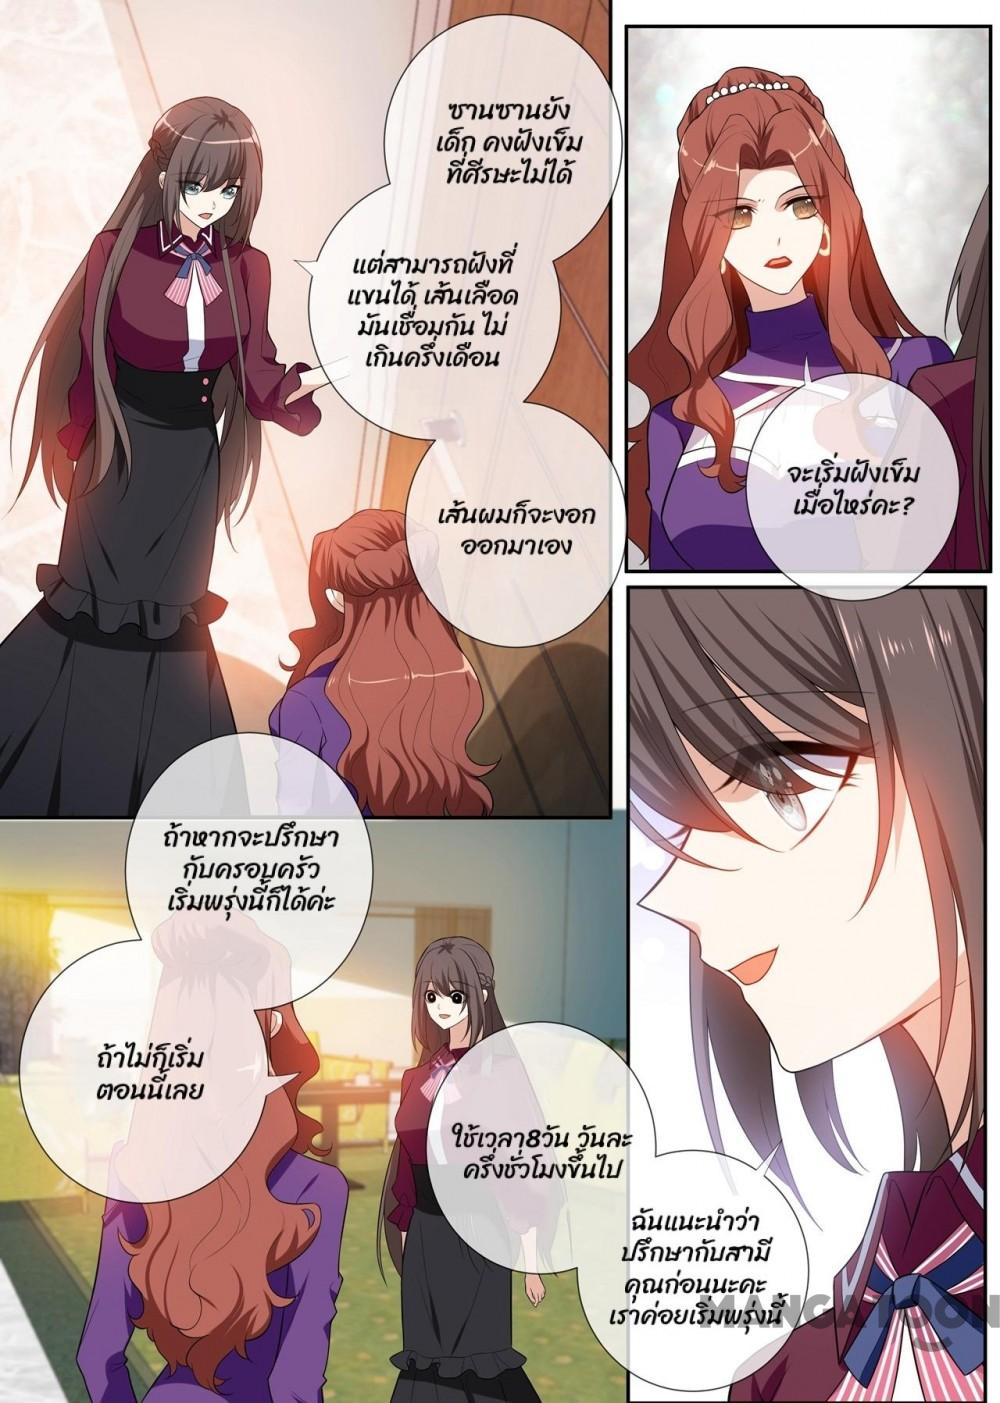 ซานซานยัง
เด็ก คงฝังเข็ม
ที่ศีรษะไม่ได้
แต่สามารถฝังที่
แขนได้ เส้นเลือด
มันเชื่อมกัน ไม่
เกินครึ่งเดือน
เส้นผมก็จะงอก
ออกมาเอง
จะเริ่มฝังเข็ม
เมื่อไหร่คะ?
ถ้าหากจะปรึกษา
กับครอบครัว
เริ่มพรุ่งนี้ก็ได้ค่ะ
ถ้าไม่ก็เริ่ม
ตอนนี้เลย
ใช้เวลา8วัน วันละ
ครึ่งชั่วโมงขึ้นไป
ฉันแนะนำว่า
ปรึกษากับสามี
คุณก่อนนะคะ
เราค่อยเริ่มพรุ่งนี้
MANGATOON